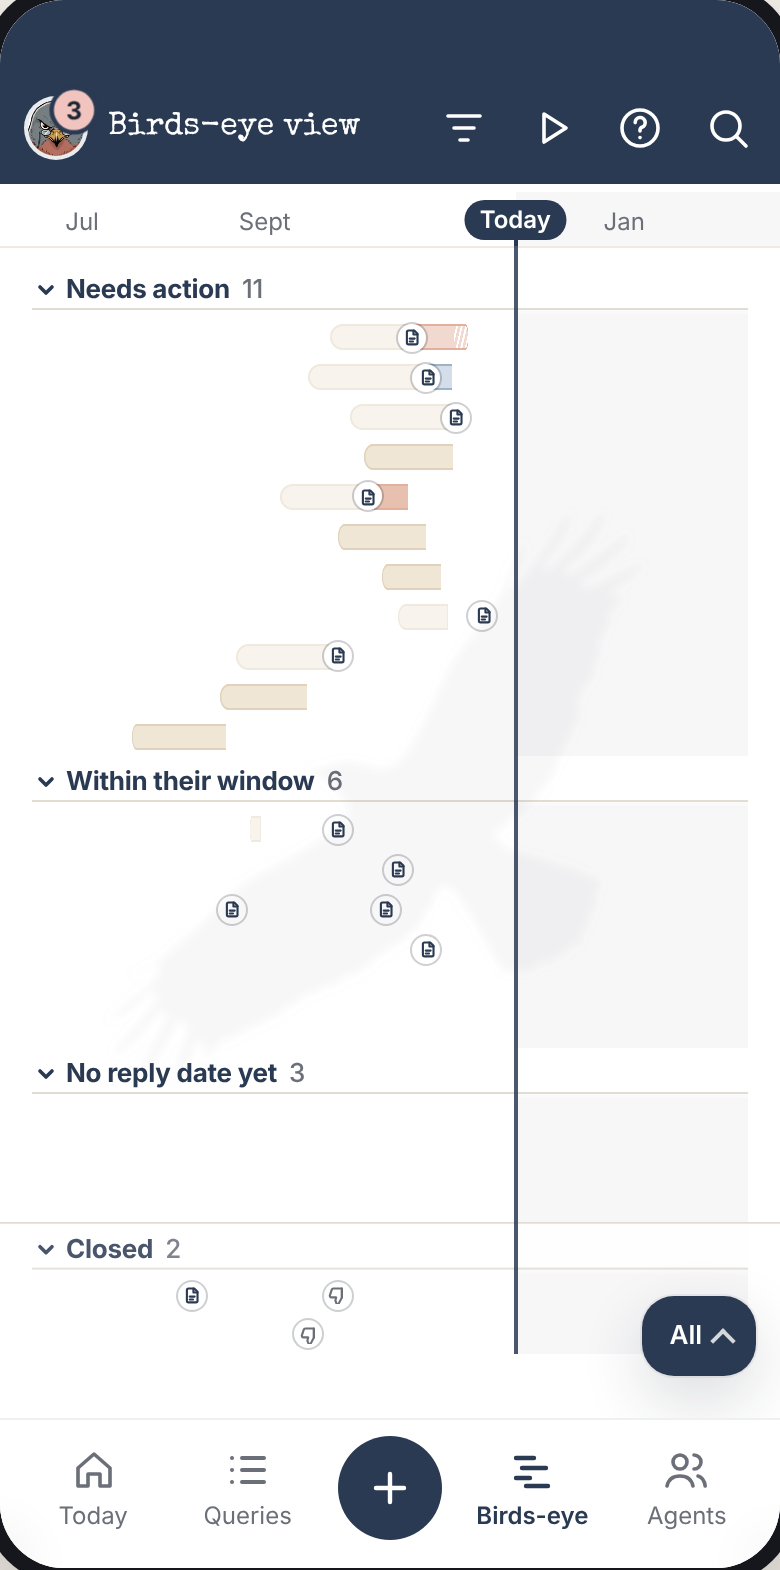 3
Birds-eye view
Jul Sept Today Jan
Needs action 11
Within their window 6
No reply date yet 3
Closed 2
All
Today Queries Birds-eye Agents